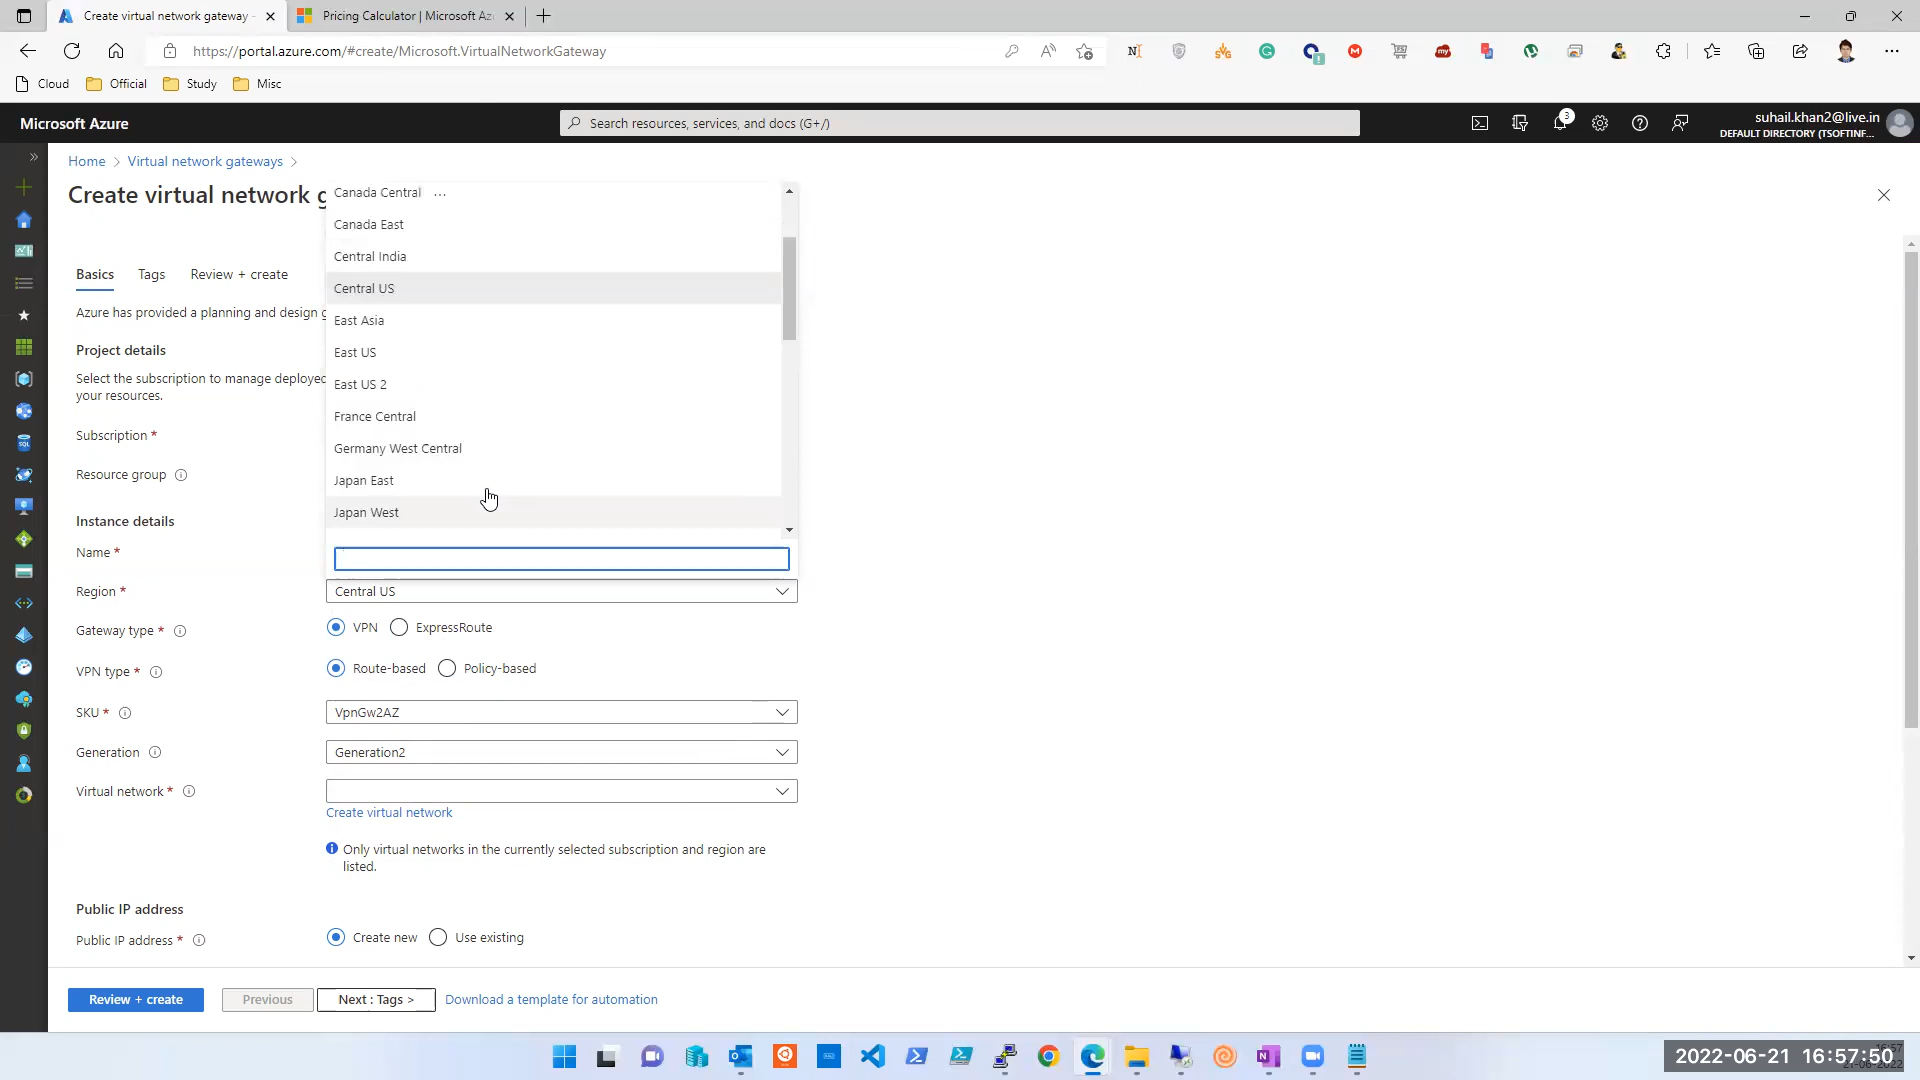 Create virtual network gateway -
Pricing Calculator | Microsoft Az
https://portal.azure.com/#create/Microsoft.VirtualNetworkGateway
Cloud
Official
Study
Misc
Microsoft Azure
Search resources, services, and docs (G+/)
3
suhail.khan2@live.in
DEFAULT DIRECTORY (TSOFTINF...
Home > Virtual network gateways >
Create virtual network g
Basics
Tags
Review + create
Azure has provided a planning and design g
Project details
Select the subscription to manage deployed
your resources.
Subscription *
Resource group
Instance details
Name *
Canada Central ...
Canada East
Central India
Central US
East Asia
East US
East US 2
France Central
Germany West Central
Japan East
Japan West
Region *
Central US
Gateway type *
VPN
ExpressRoute
VPN type *
Route-based
Policy-based
SKU *
VpnGw2AZ
Generation
Generation2
Virtual network *
Create virtual network
Only virtual networks in the currently selected subscription and region are
listed.
Public IP address
Public IP address *
Create new
Use existing
Review + create
Previous
Next : Tags >
Download a template for automation
2022-06-21 16:57:50